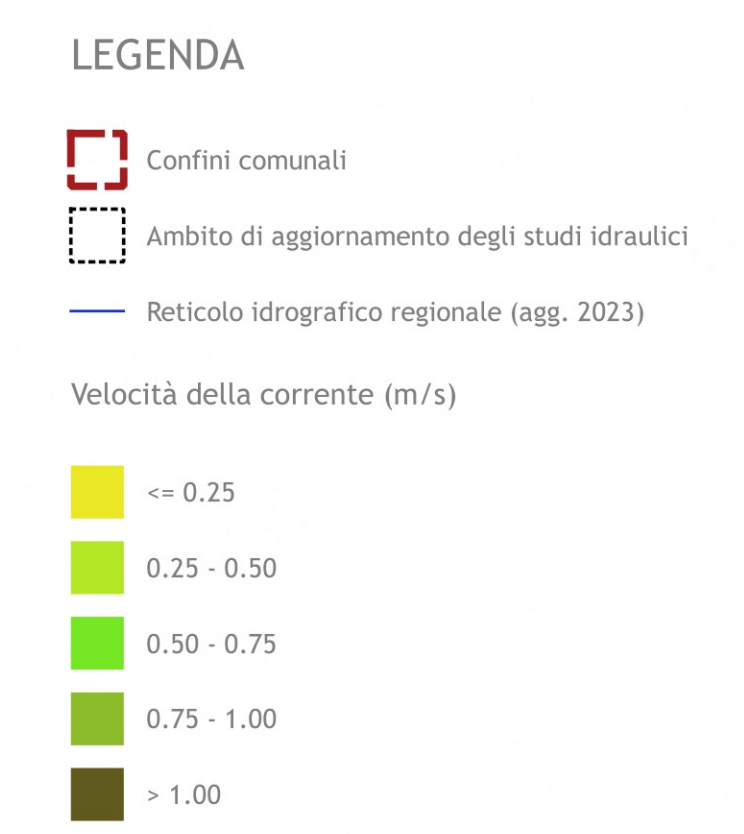 LEGENDA
Confini comunali
Ambito di aggiornamento degli studi idraulici
Reticolo idrografico regionale (agg. 2023)
Velocità della corrente (m/s)
<= 0.25
0.25 - 0.50
0.50 - 0.75
0.75 - 1.00
> 1.00